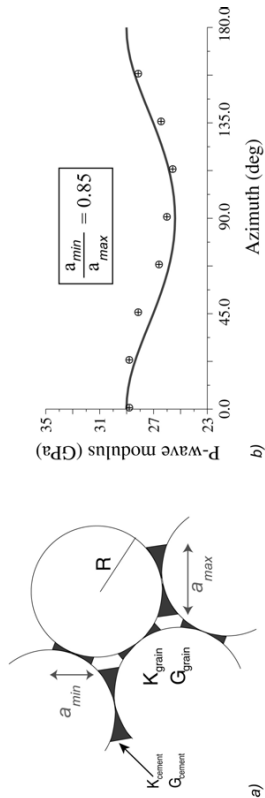 a_min
R
K_grain
G_grain
K_cement
G_cement
a_max
a)
P-wave modulus (GPa)
35
31
27
23
a_min / a_max = 0.85
0.0 45.0 90.0 135.0 180.0
Azimuth (deg)
b)